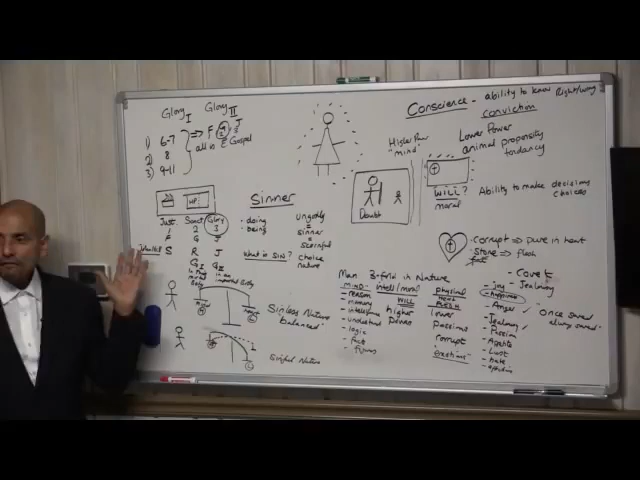 Glory I Glory II
1) 6-7
2) 8
3) 9-11
all in E Gospel
Conscience - ability to know Right/wrong
conviction
Higher Power
"mind"
Lower Power
animal propensity
tendancy
Doubt
WILL?
moral
Ability to make decisions
choices
Sinner
Just. Sanct Glory
1 2 3
F G J
S R J
· doing
· being
what is SIN?
ungodly
=
sinner
=
scornful
choice
nature
· corrupt => pure in heart
· Stone => flesh
- Covet
- Jealousy
Man 3-fold in Nature
MIND - intell/moral physical
- reason
- memory
- intelligence
- understand
- logic
- fact
WILL
higher
power
lower
passions
corrupt
emotions
- Joy
- Happiness
- Anger
- Jealousy
- Passion
- Lust
- hate
"once saved
always saved"
Sinless Nature
"balanced"
Sinful Nature